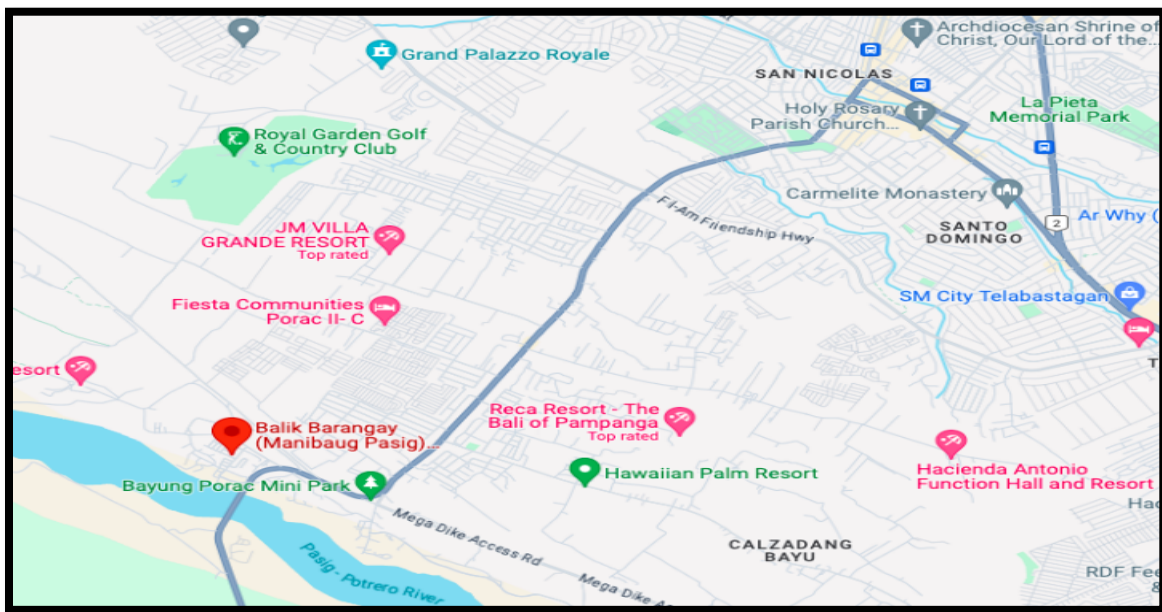 Archdiocesan Shrine of
Christ, Our Lord of the...
Grand Palazzo Royale
SAN NICOLAS
La Pieta
Memorial Park
Holy Rosary
Parish Church...
Royal Garden Golf
& Country Club
Carmelite Monastery
Ar Why (
2
SANTO
DOMINGO
Fil-Am Friendship Hwy
JM VILLA
GRANDE RESORT
Top rated
SM City Telabastagan
Fiesta Communities
Porac II- C
T
esort
Reca Resort - The
Bali of Pampanga
Top rated
Balik Barangay
(Manibaug Pasig)...
Hacienda Antonio
Function Hall and Resort
Hawaiian Palm Resort
Bayung Porac Mini Park
Mega Dike Access Rd
CALZADANG
BAYU
Pasig - Potrero River
Mega Dike Ac
RDF Fee
&